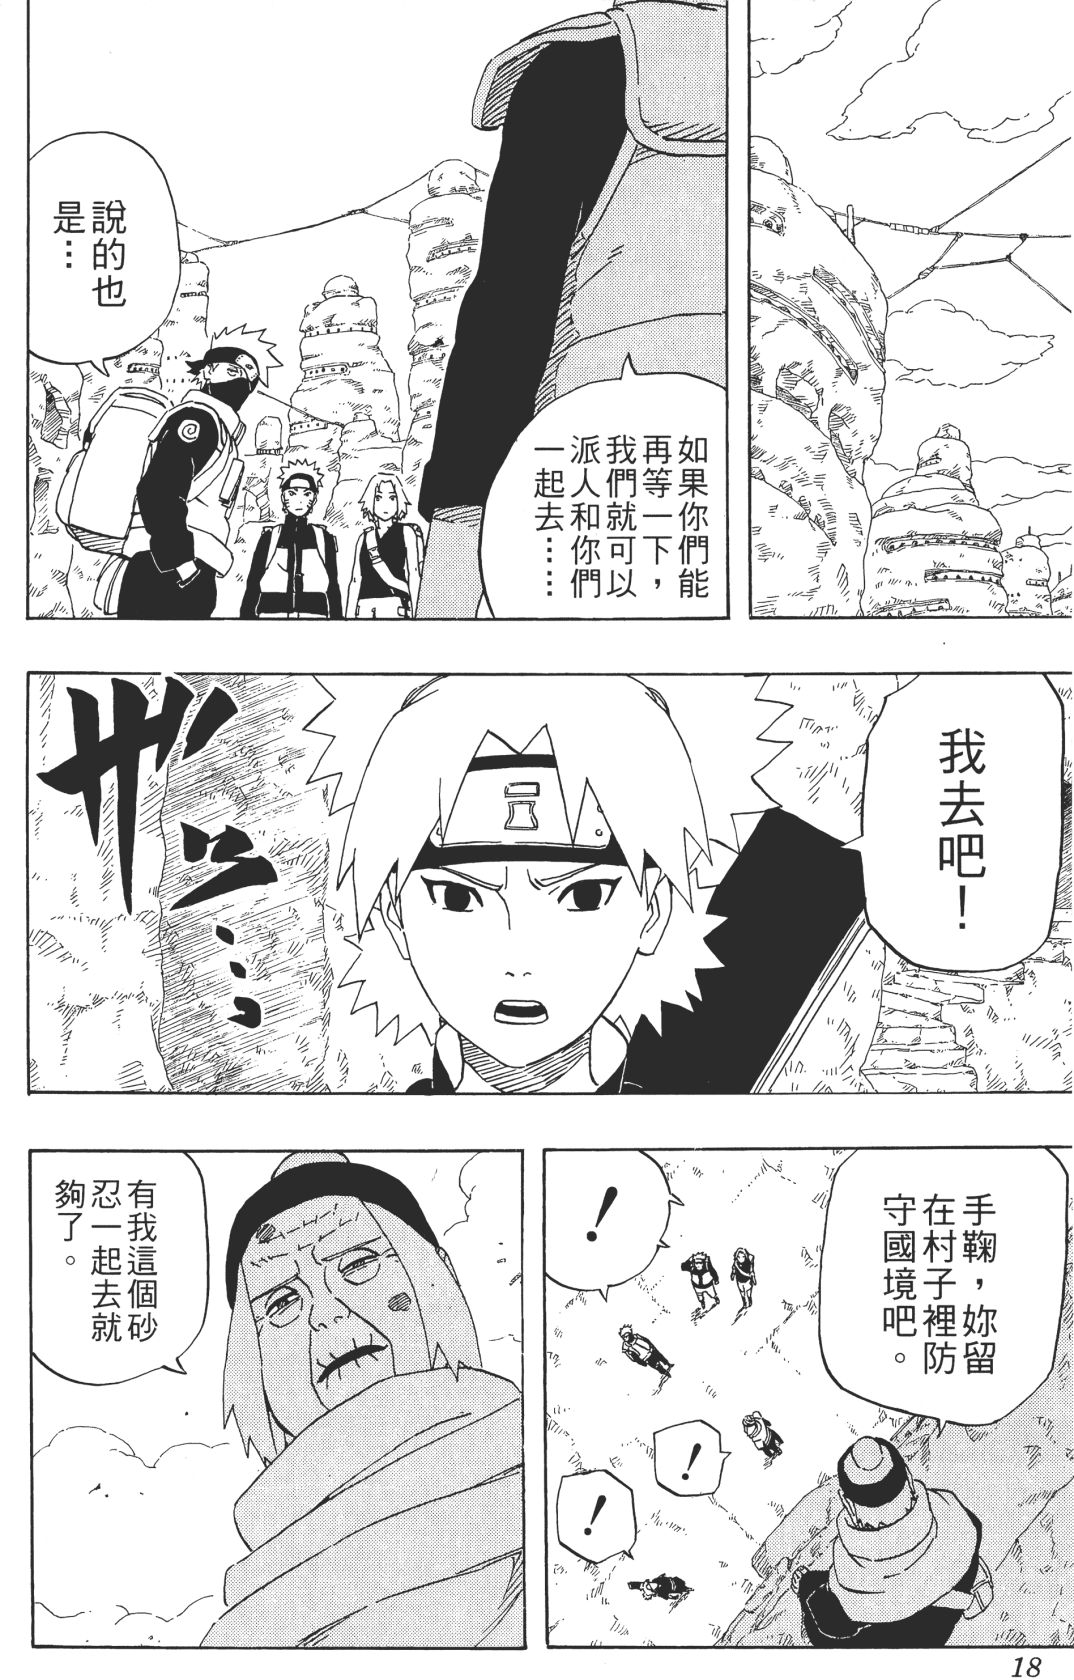 如果你們能
再等一下，
我們就可以
派人和你們
一起去……
說的也
是…
我去吧！
ザッ…
手鞠，妳留
在村子裡防
守國境吧。
！
！
！
有我這個砂
忍一起去就
夠了。
18